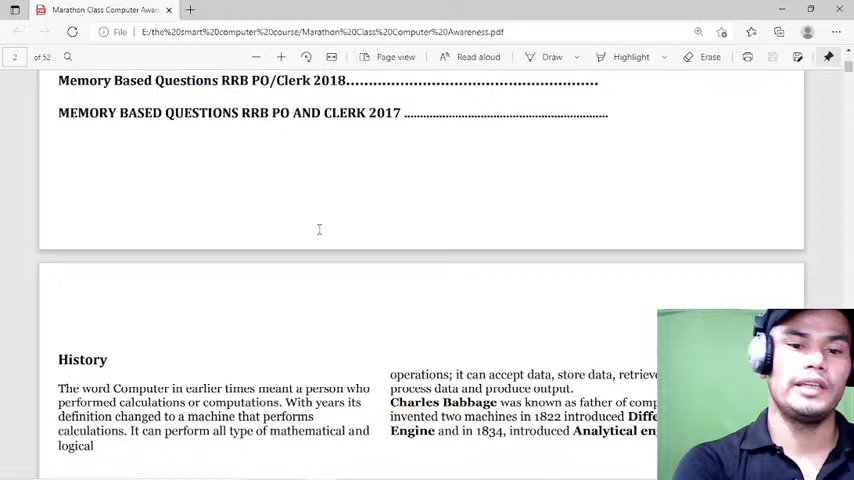 Marathon Class Computer Awar
File
E:/the%20smart%20computer%20course/Marathon%20Class%20Computer%20Awareness.pdf
2 of 52
Page view
Read aloud
Draw
Highlight
Erase
Memory Based Questions RRB PO/Clerk 2018............................................................
MEMORY BASED QUESTIONS RRB PO AND CLERK 2017 ................................................................
History
The word Computer in earlier times meant a person who
performed calculations or computations. With years its
definition changed to a machine that performs
calculations. It can perform all type of mathematical and
logical
operations; it can accept data, store data, retrieve
process data and produce output.
Charles Babbage was known as father of comp
invented two machines in 1822 introduced Diffe
Engine and in 1834, introduced Analytical en